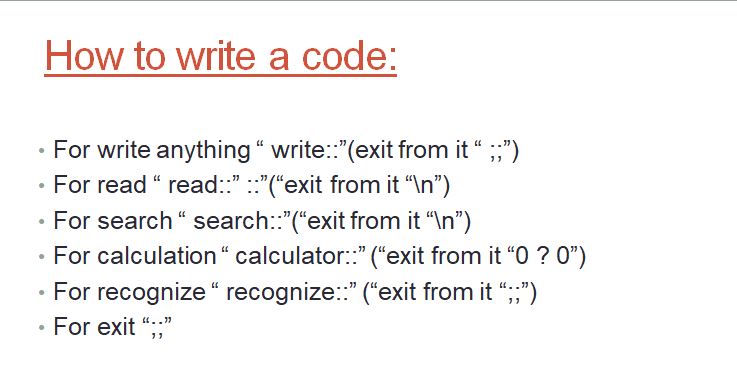 How to write a code:
• For write anything “ write::”(exit from it “ ;;”)
• For read “ read::” ::”(“exit from it “\n”)
• For search “ search::”(“exit from it “\n”)
• For calculation “ calculator::” (“exit from it “0 ? 0”)
• For recognize “ recognize::” (“exit from it “;;”)
• For exit “;;”